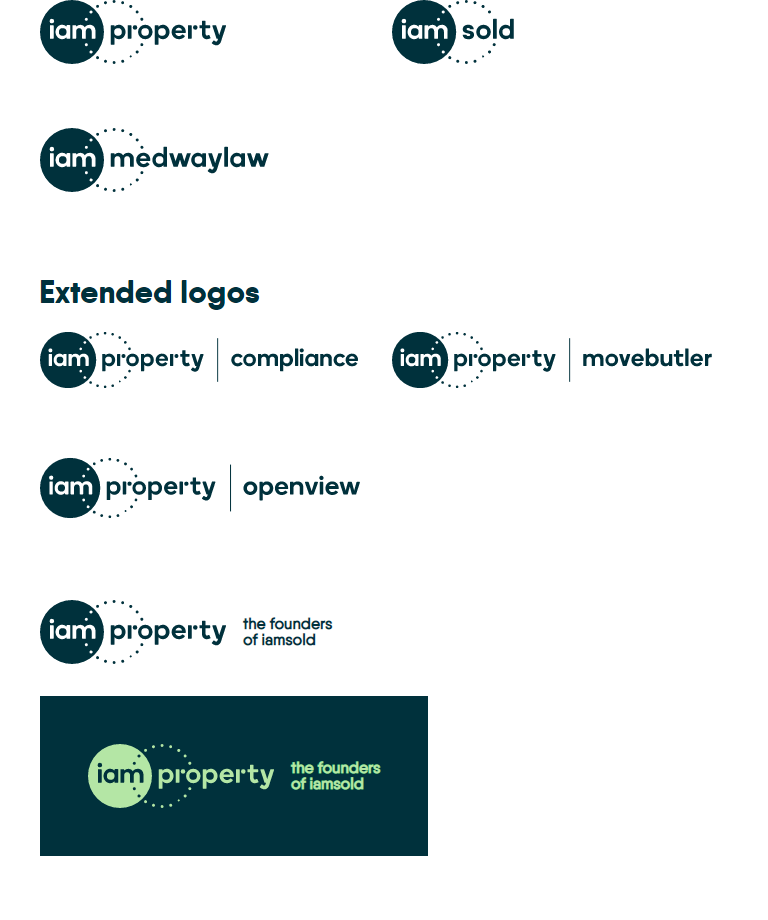 iam property
iam sold
iam medwaylaw
Extended logos
iam property | compliance
iam property | movebutler
iam property | openview
iam property the founders
of iamsold
iam property the founders
of iamsold